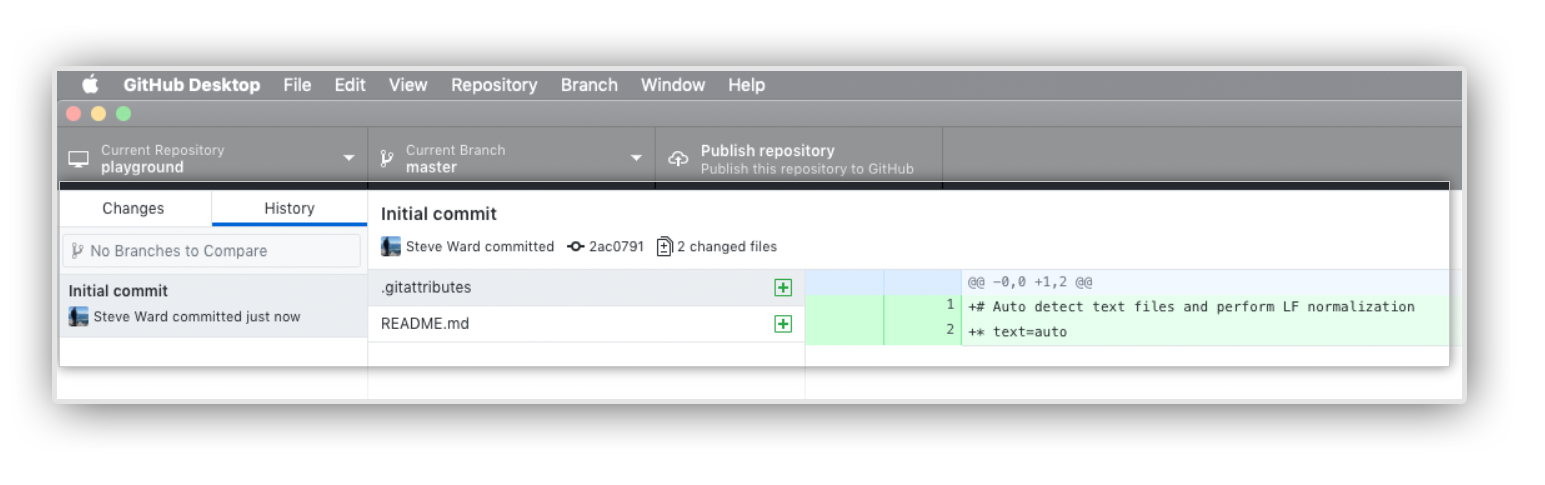 GitHub Desktop File Edit View Repository Branch Window Help
Current Repository
playground
Current Branch
master
Publish repository
Publish this repository to GitHub
Changes History
No Branches to Compare
Initial commit
Steve Ward committed just now
Initial commit
Steve Ward committed 2ac0791 2 changed files
.gitattributes
README.md
@@ -0,0 +1,2 @@
1 +# Auto detect text files and perform LF normalization
2 +* text=auto